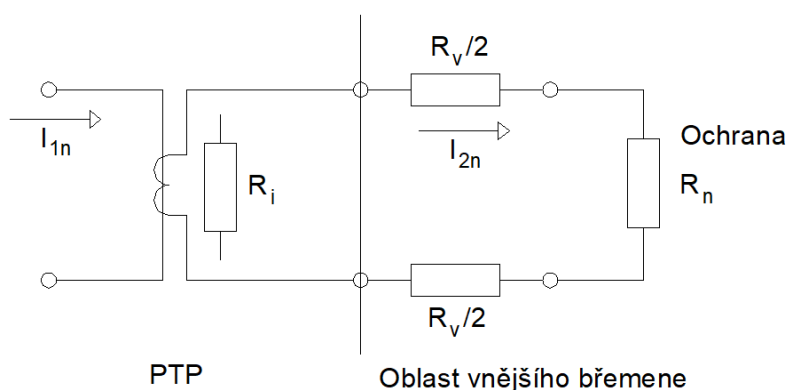 R_v/2
I_1n
I_2n
Ochrana
R_i
R_n
R_v/2
PTP
Oblast vnějšího břemene